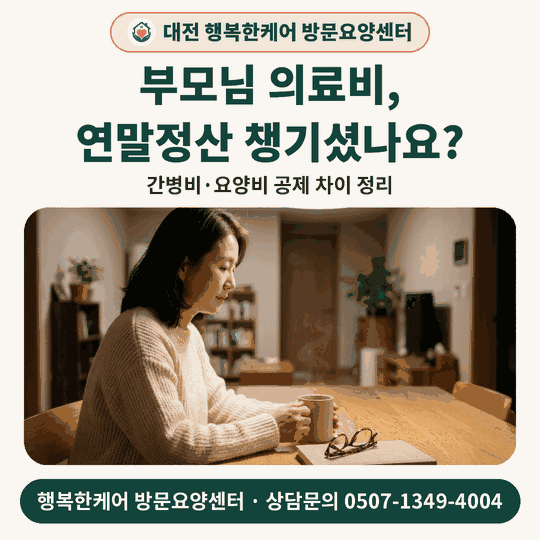 대전 행복한케어 방문요양센터
부모님 의료비,
연말정산 챙기셨나요?
간병비·요양비 공제 차이 정리
행복한케어 방문요양센터 · 상담문의 0507-1349-4004